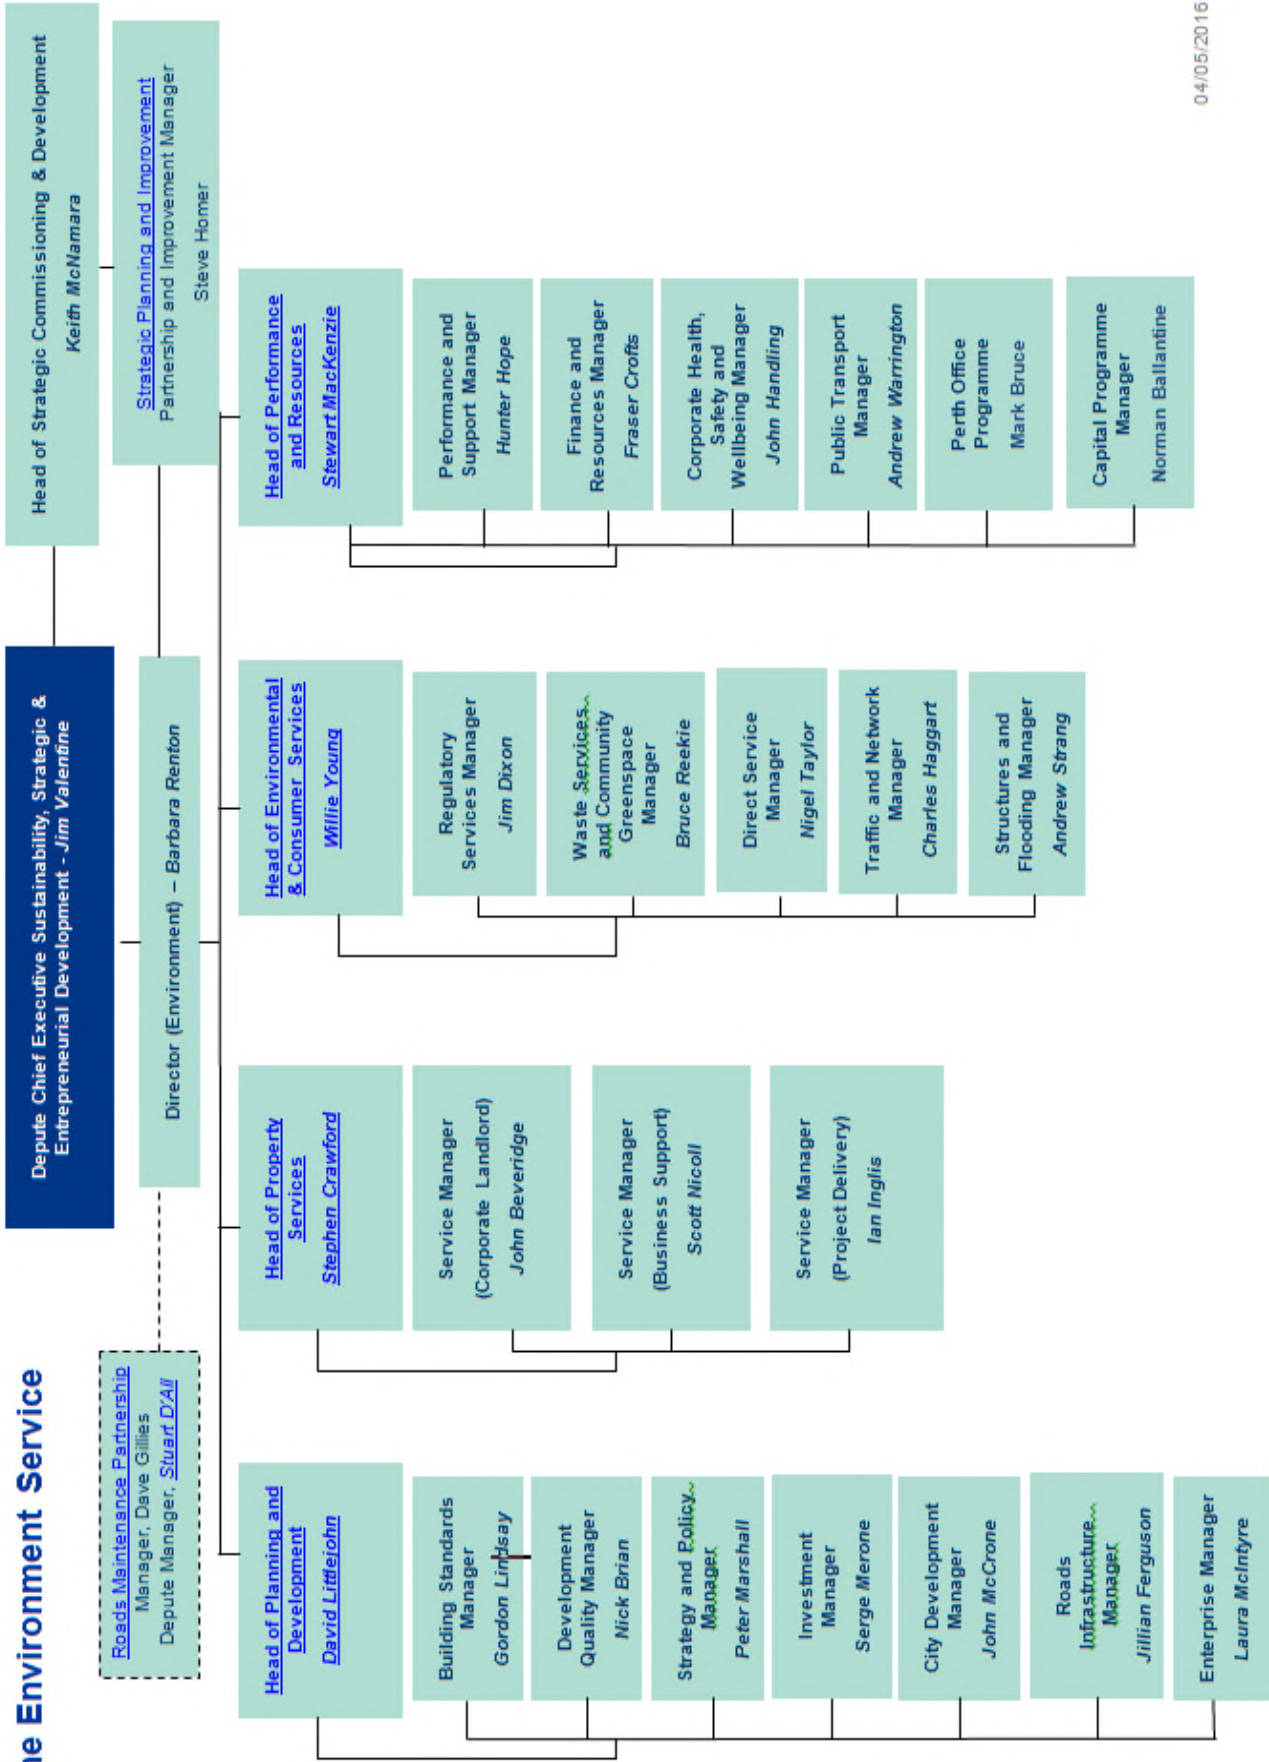 e Environment Service
Depute Chief Executive Sustainability, Strategic &
Entrepreneurial Development - Jim Valentine
Head of Strategic Commissioning & Development
Keith McNamara
Roads Maintenance Partnership
Manager, Dave Gillies
Depute Manager, Stuart D'All
Director (Environment) – Barbara Renton
Strategic Planning and Improvement
Partnership and Improvement Manager
Steve Homer
Head of Planning and
Development
David Littlejohn
Building Standards
Manager
Gordon Lindsay
Development
Quality Manager
Nick Brian
Strategy and Policy
Manager
Peter Marshall
Investment
Manager
Serge Merone
City Development
Manager
John McCrone
Roads
Infrastructure
Manager
Jillian Ferguson
Enterprise Manager
Laura McIntyre
Head of Property
Services
Stephen Crawford
Service Manager
(Corporate Landlord)
John Beveridge
Service Manager
(Business Support)
Scott Nicoll
Service Manager
(Project Delivery)
Ian Inglis
Head of Environmental
& Consumer Services
Willie Young
Regulatory
Services Manager
Jim Dixon
Waste Services
and Community
Greenspace
Manager
Bruce Reekie
Direct Service
Manager
Nigel Taylor
Traffic and Network
Manager
Charles Haggart
Structures and
Flooding Manager
Andrew Strang
Head of Performance
and Resources
Stewart MacKenzie
Performance and
Support Manager
Hunter Hope
Finance and
Resources Manager
Fraser Crofts
Corporate Health,
Safety and
Wellbeing Manager
John Handling
Public Transport
Manager
Andrew Warrington
Perth Office
Programme
Mark Bruce
Capital Programme
Manager
Norman Ballantine
04/05/2016